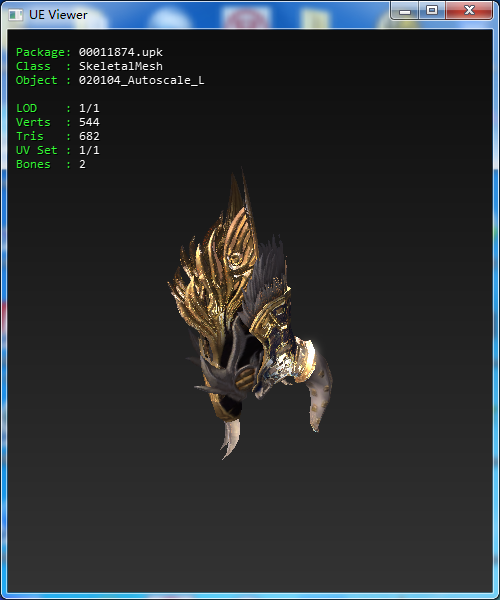 UE Viewer
Package: 00011874.upk
Class : SkeletalMesh
Object : 020104_Autoscale_L
LOD : 1/1
Verts : 544
Tris : 682
UV Set : 1/1
Bones : 2